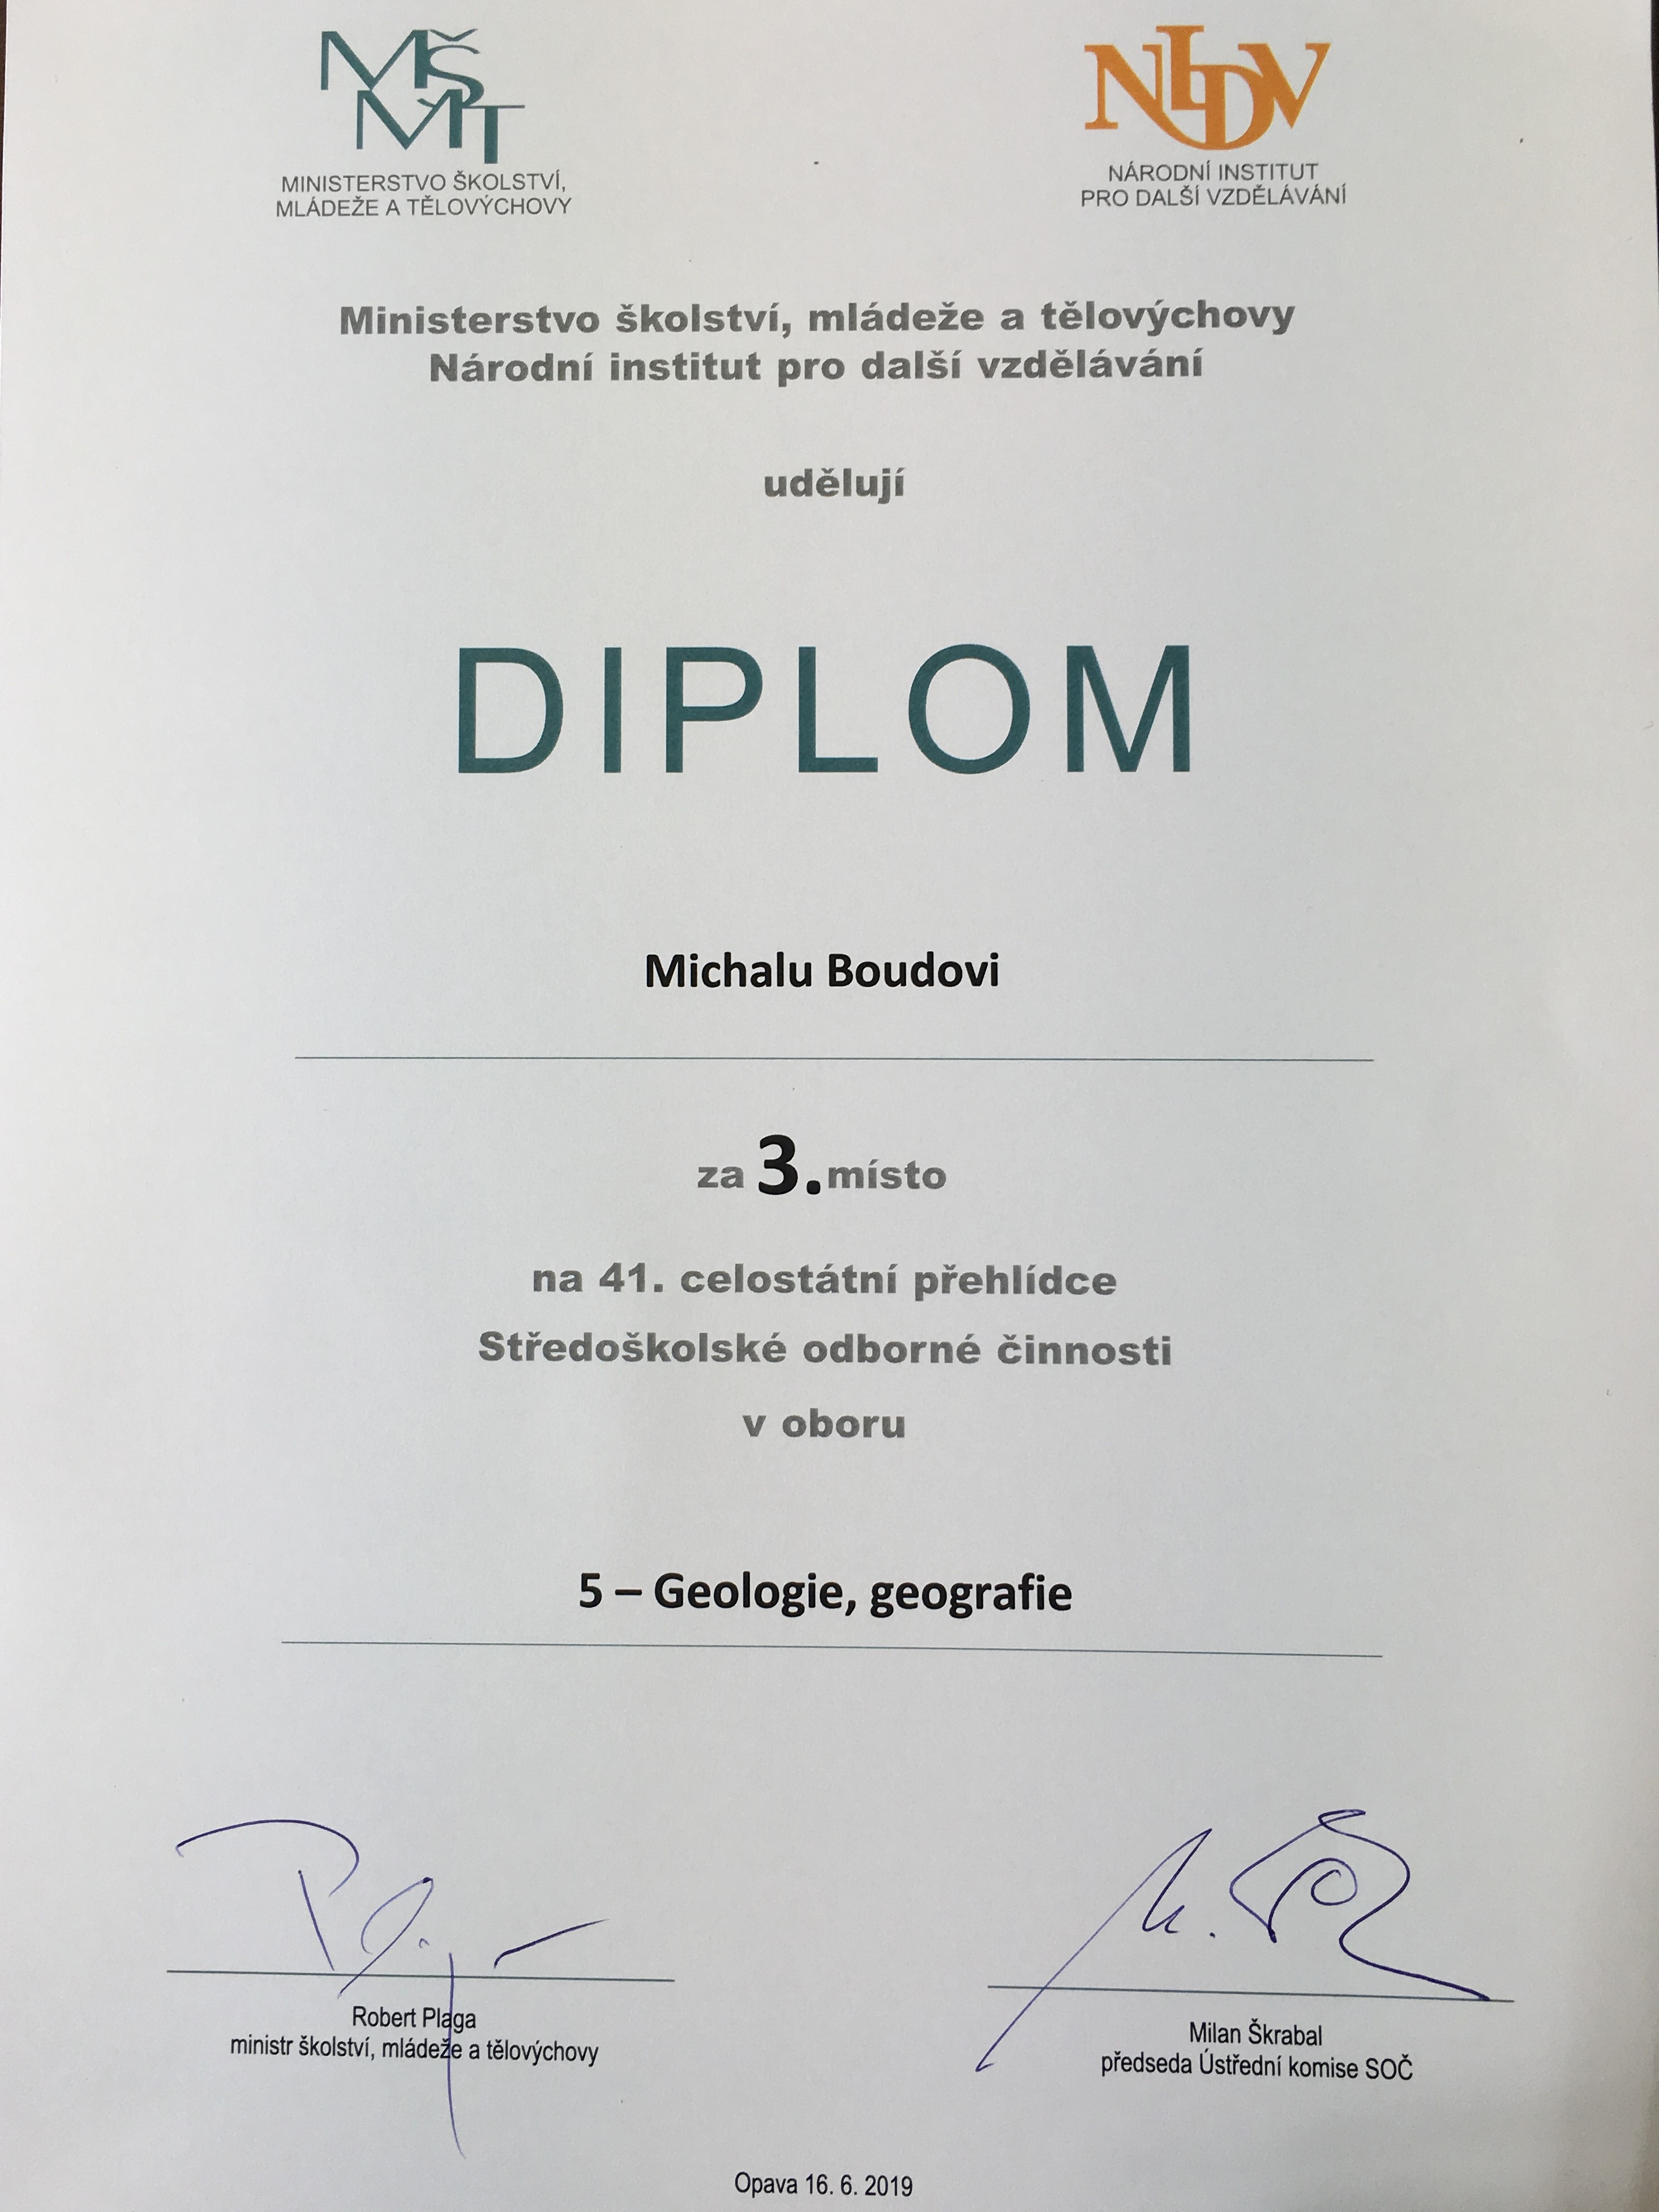 MŠMT
NIDV
MINISTERSTVO ŠKOLSTVÍ,
MLÁDEŽE A TĚLOVÝCHOVY
NÁRODNÍ INSTITUT
PRO DALŠÍ VZDĚLÁVÁNÍ
Ministerstvo školství, mládeže a tělovýchovy
Národní institut pro další vzdělávání
udělují
DIPLOM
Michalu Boudovi
za 3. místo
na 41. celostátní přehlídce
Středoškolské odborné činnosti
v oboru
5 – Geologie, geografie
Robert Plaga
ministr školství, mládeže a tělovýchovy
Milan Škrabal
předseda Ústřední komise SOČ
Opava 16. 6. 2019